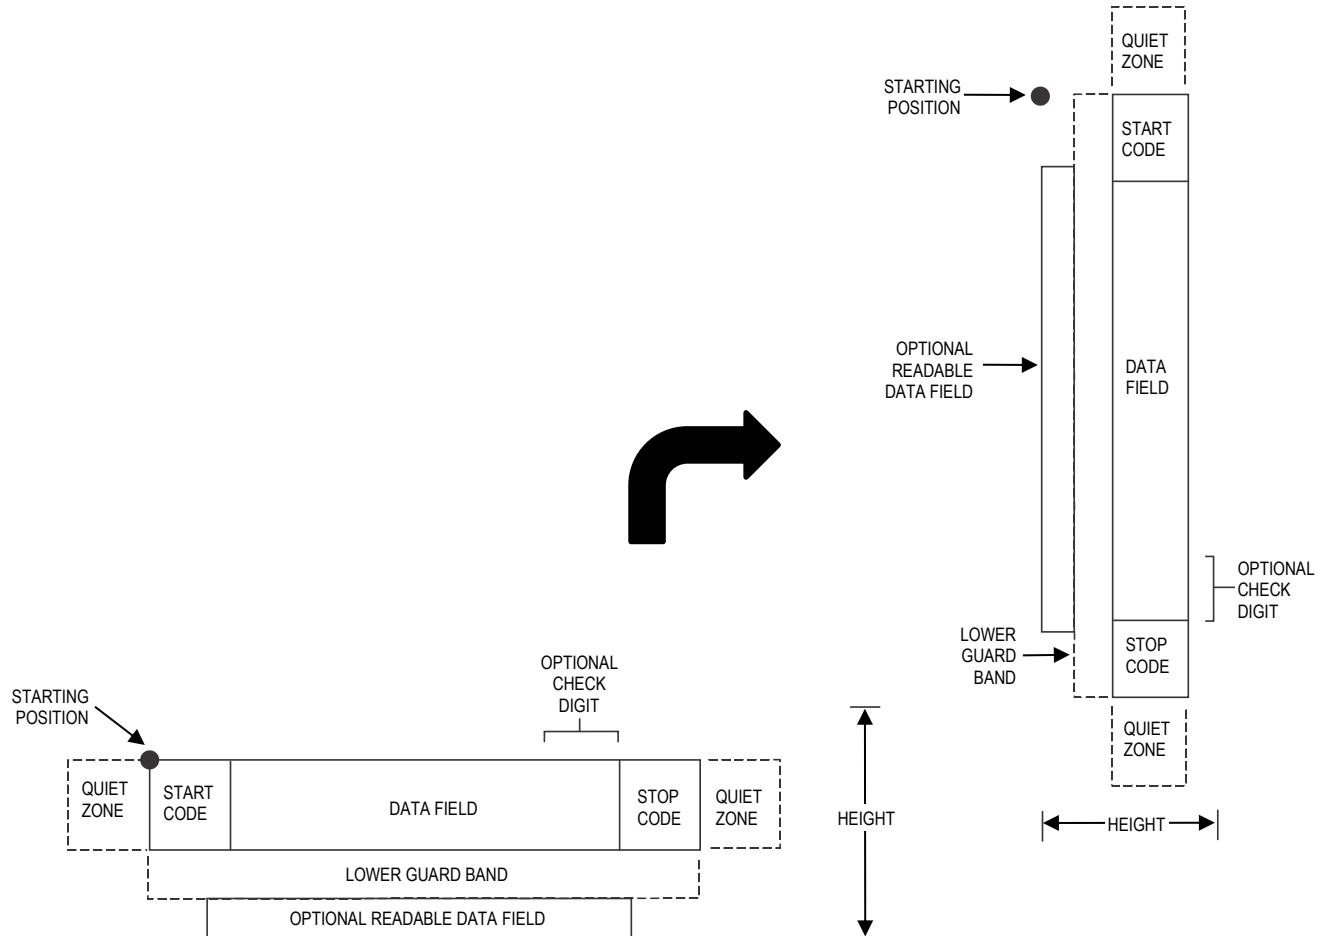 QUIET
ZONE
STARTING
POSITION
START
CODE
OPTIONAL
READABLE
DATA FIELD
DATA
FIELD
OPTIONAL
CHECK
DIGIT
LOWER
GUARD
BAND
STOP
CODE
QUIET
ZONE
HEIGHT
OPTIONAL
CHECK
DIGIT
STARTING
POSITION
QUIET
ZONE
START
CODE
DATA FIELD
STOP
CODE
QUIET
ZONE
HEIGHT
LOWER GUARD BAND
OPTIONAL READABLE DATA FIELD